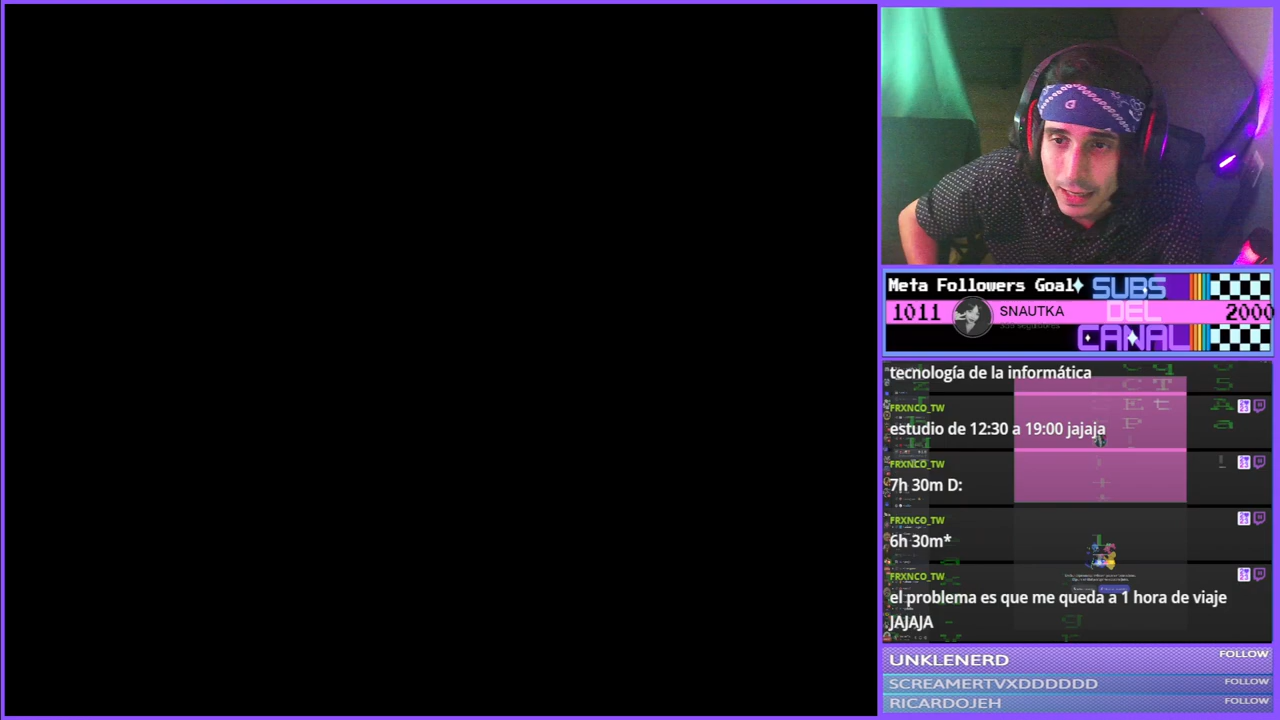 Meta Followers Goal
SUBS
DEL
CANAL
1011
SNAUTKA
2000
tecnología de la informática
FRXNCO_TW
estudio de 12:30 a 19:00 jajaja
FRXNCO_TW
7h 30m D:
FRXNCO_TW
6h 30m*
FRXNCO_TW
el problema es que me queda a 1 hora de viaje
JAJAJA
UNKLENERD FOLLOW
SCREAMERTVXDDDDDD FOLLOW
RICARDOJEH FOLLOW